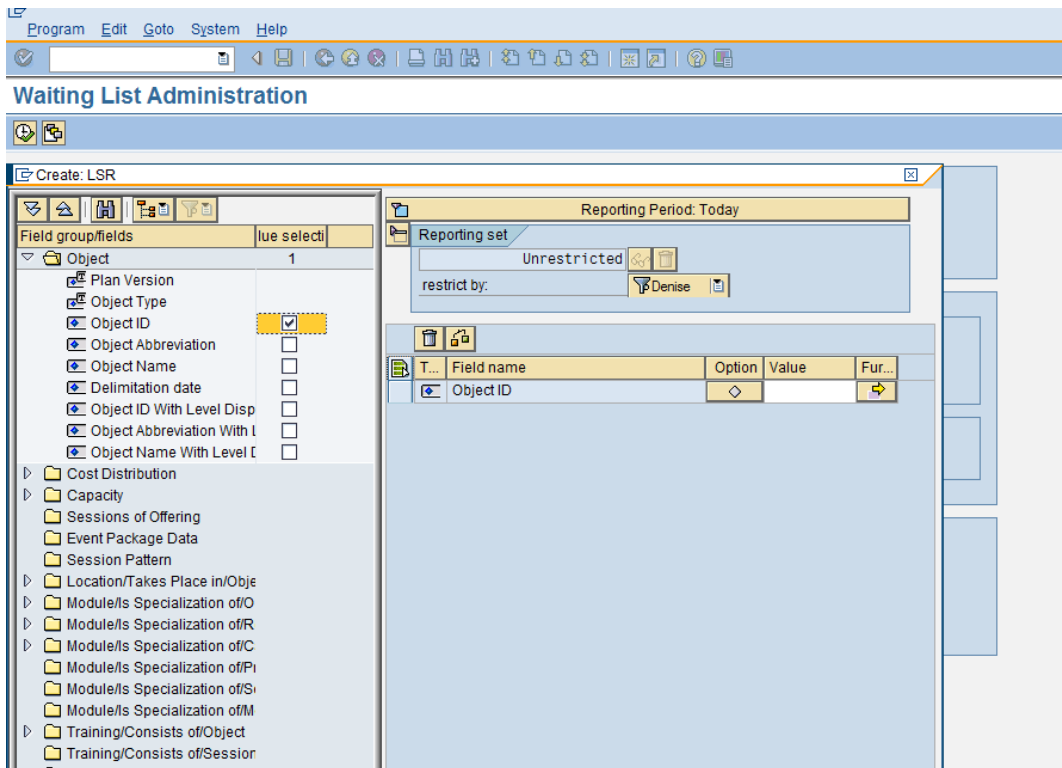 Program Edit Goto System Help
Waiting List Administration
Create: LSR
Field group/fields lue selecti
Object 1
Plan Version
Object Type
Object ID
Object Abbreviation
Object Name
Delimitation date
Object ID With Level Disp
Object Abbreviation With L
Object Name With Level D
Cost Distribution
Capacity
Sessions of Offering
Event Package Data
Session Pattern
Location/Takes Place in/Obje
Module/Is Specialization of/O
Module/Is Specialization of/R
Module/Is Specialization of/C
Module/Is Specialization of/Pr
Module/Is Specialization of/Se
Module/Is Specialization of/M
Training/Consists of/Object
Training/Consists of/Session
Reporting Period: Today
Reporting set
Unrestricted
restrict by: Denise
T... Field name Option Value Fur...
Object ID